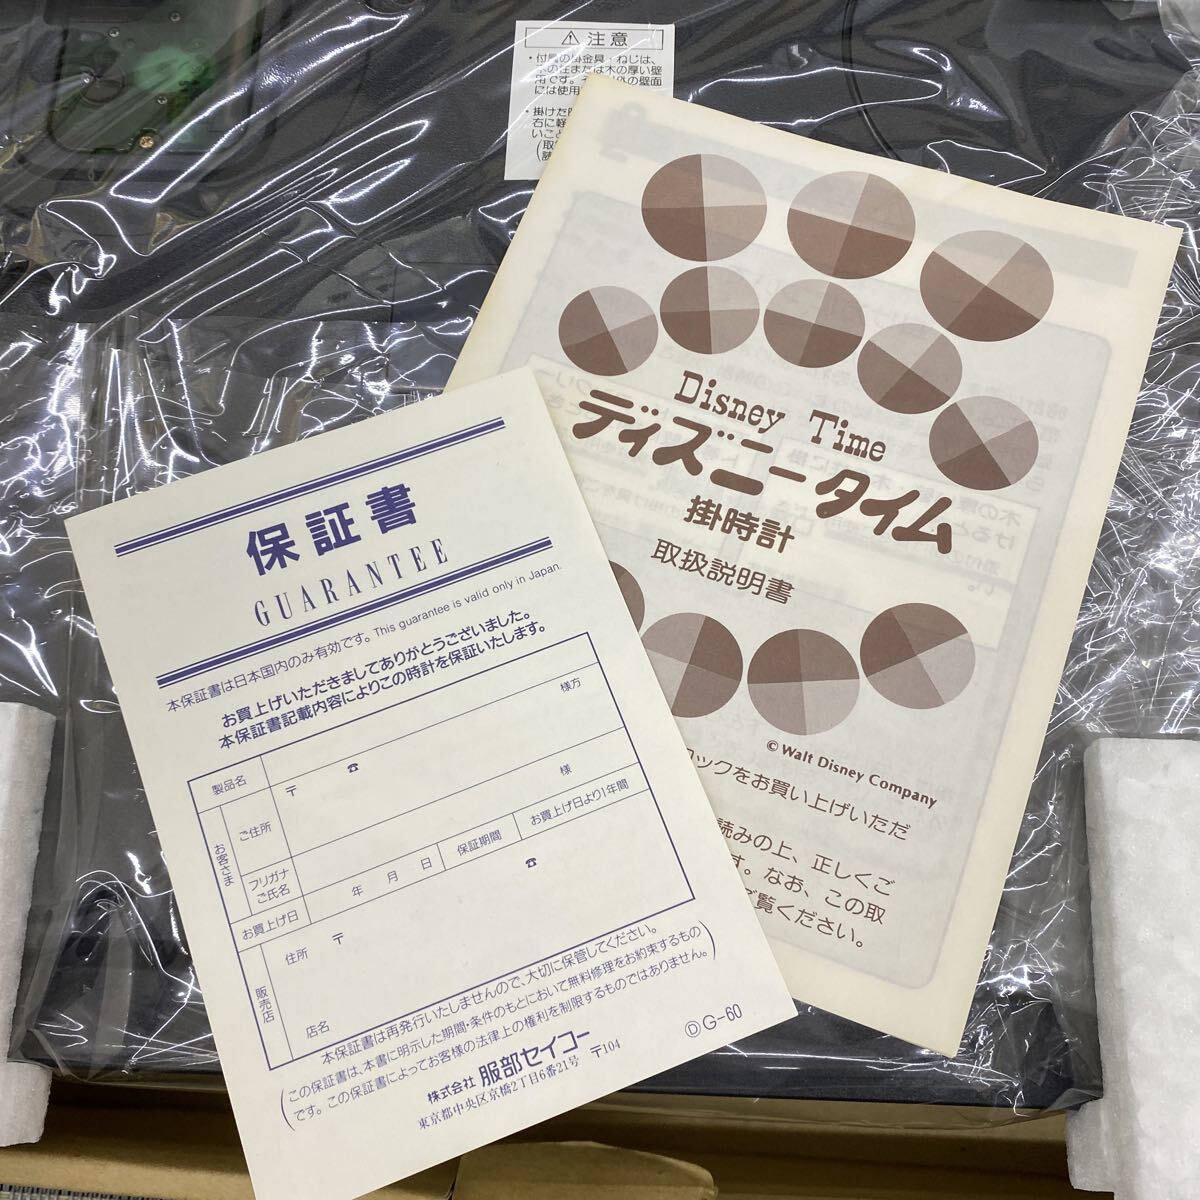 ⚠ 注意
・付属の掛金具・ねじは、
または木の厚い壁
用です。
には使用
・掛けた
右に軽
いこと
Disney Time
ディズニータイム
掛時計
取扱説明書
© Walt Disney Company
ックをお買い上げいただ
読みの上、正しくご
す。なお、この取
ご覧ください。
保証書
GUARANTEE
本保証書は日本国内のみ有効です。This guarantee is valid only in Japan.
お買上げいただきましてありがとうございました。
本保証書記載内容によりこの時計を保証いたします。
製品名
お客さま
ご住所
〒
☎
様方
フリガナ
ご氏名
様
お買上げ日
年 月 日
保証期間
お買上げ日より1年間
販売店
住所
〒
☎
店名
本保証書は再発行いたしませんので、大切に保管してください。
(この保証書は、本書に明示した期間・条件のもとにおいて無料修理をお約束するもの
です。この保証書によってお客様の法律上の権利を制限するものではありません。)
株式会社 服部セイコー
東京都中央区京橋2丁目6番21号 〒104
Ⓓ G-60